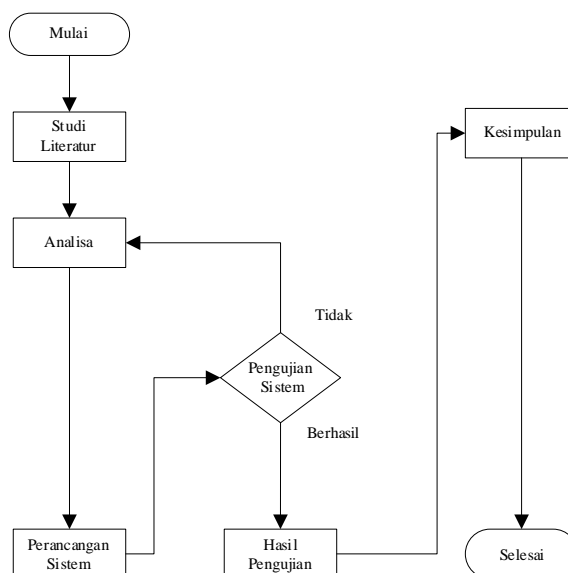 Mulai
Studi
Literatur
Analisa
Perancangan
Sistem
Pengujian
Sistem
Tidak
Berhasil
Hasil
Pengujian
Kesimpulan
Selesai